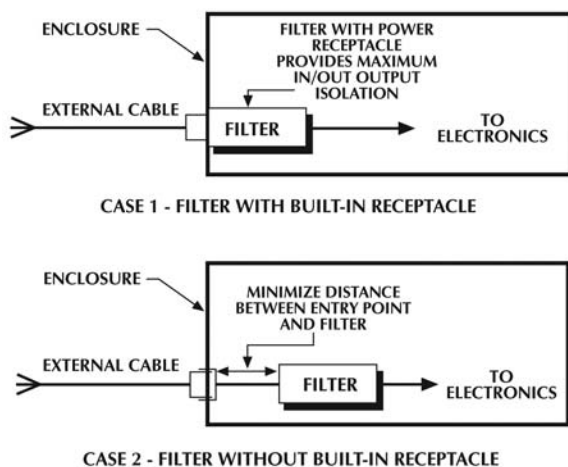 ENCLOSURE
FILTER WITH POWER
RECEPTACLE
PROVIDES MAXIMUM
IN/OUT OUTPUT
ISOLATION
EXTERNAL CABLE
FILTER
TO
ELECTRONICS
CASE 1 - FILTER WITH BUILT-IN RECEPTACLE
ENCLOSURE
MINIMIZE DISTANCE
BETWEEN ENTRY POINT
AND FILTER
EXTERNAL CABLE
FILTER
TO
ELECTRONICS
CASE 2 - FILTER WITHOUT BUILT-IN RECEPTACLE